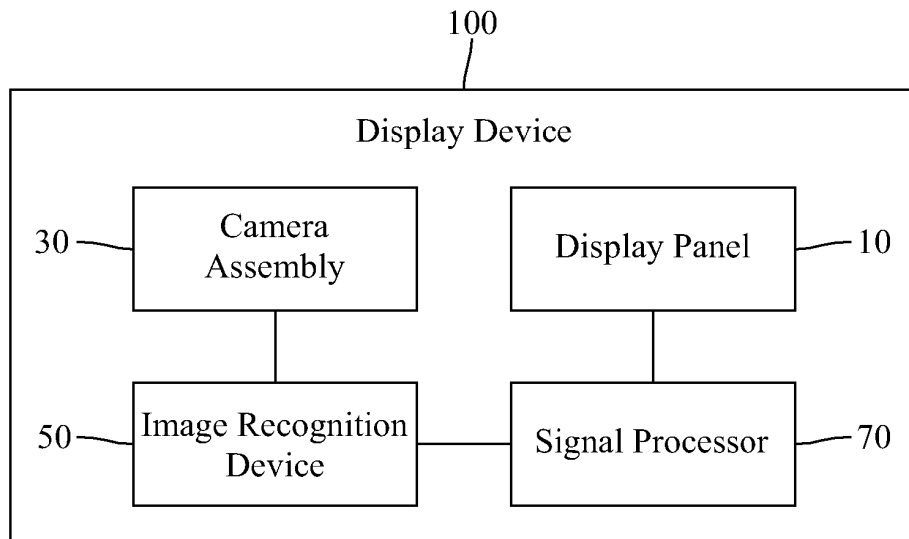 100
Display Device
30
Camera
Assembly
Display Panel
10
50
Image Recognition
Device
Signal Processor
70